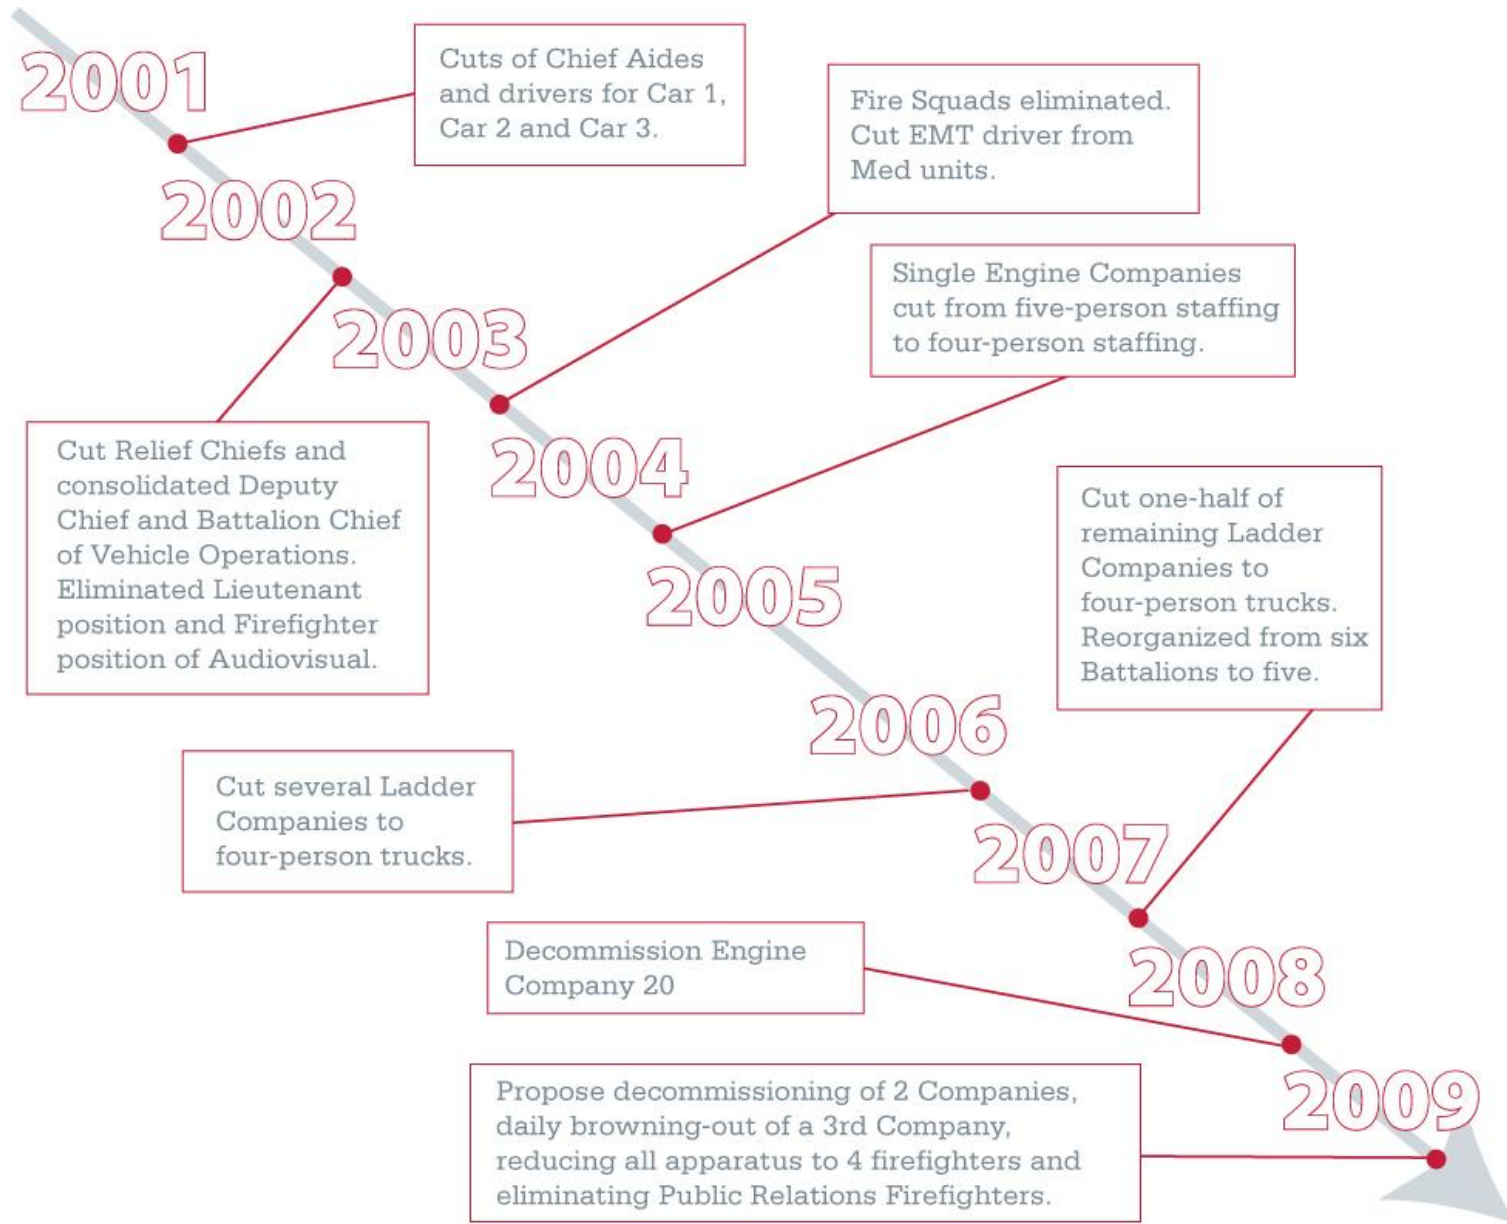 2001
Cuts of Chief Aides
and drivers for Car 1,
Car 2 and Car 3.
2002
Cut Relief Chiefs and
consolidated Deputy
Chief and Battalion Chief
of Vehicle Operations.
Eliminated Lieutenant
position and Firefighter
position of Audiovisual.
2003
Fire Squads eliminated.
Cut EMT driver from
Med units.
2004
Single Engine Companies
cut from five-person staffing
to four-person staffing.
2005
2006
Cut several Ladder
Companies to
four-person trucks.
2007
Cut one-half of
remaining Ladder
Companies to
four-person trucks.
Reorganized from six
Battalions to five.
2008
Decommission Engine
Company 20
2009
Propose decommissioning of 2 Companies,
daily browning-out of a 3rd Company,
reducing all apparatus to 4 firefighters and
eliminating Public Relations Firefighters.